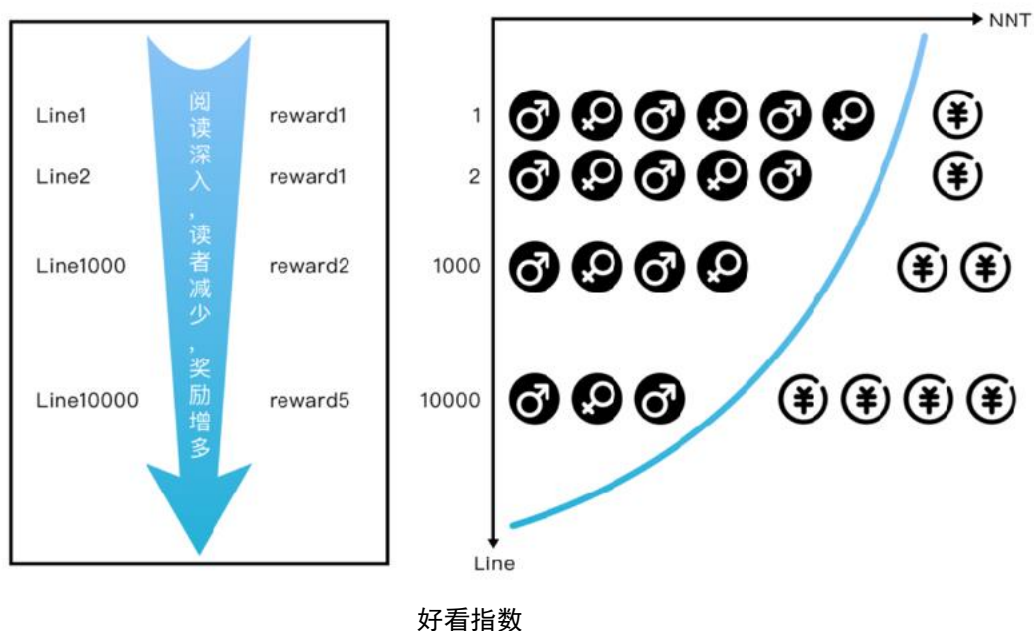 NNT
Line1
reward1
1
Line2
reward1
2
Line1000
reward2
1000
Line10000
reward5
10000
阅读深入,读者减少,奖励增多
Line
好看指数